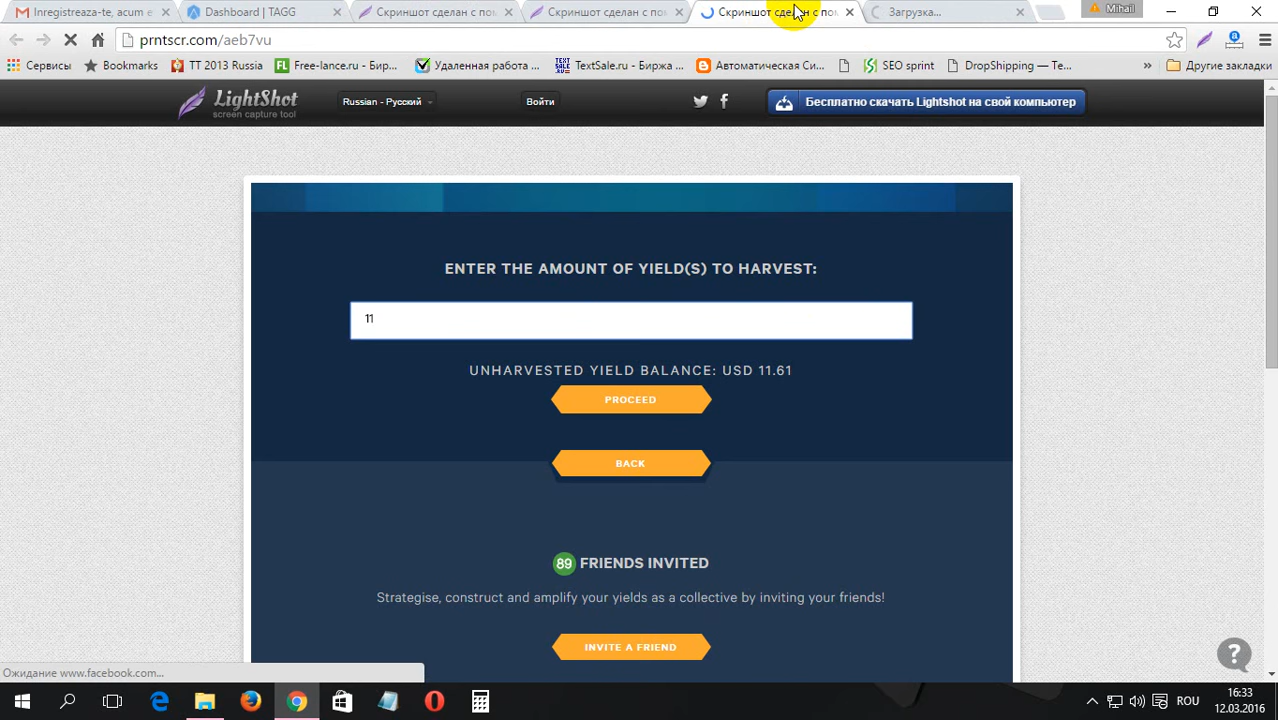 Inregistreaza-te, acum e
Dashboard | TAGG
Скриншот сделан с пом
Скриншот сделан с пом
Скриншот сделан с пом
Загрузка...
Mihail
prntscr.com/aeb7vu
Сервисы
Bookmarks
TT 2013 Russia
Free-lance.ru - Бир...
Удаленная работа ...
TextSale.ru - Биржа ...
Автоматическая Си...
SEO sprint
DropShipping — Те...
»
Другие закладки
LightShot
screen capture tool
Russian - Русский
Войти
Бесплатно скачать Lightshot на свой компьютер
ENTER THE AMOUNT OF YIELD(S) TO HARVEST:
11
UNHARVESTED YIELD BALANCE: USD 11.61
PROCEED
BACK
89 FRIENDS INVITED
Strategise, construct and amplify your yields as a collective by inviting your friends!
INVITE A FRIEND
?
Ожидание www.facebook.com...
ROU
16:33
12.03.2016